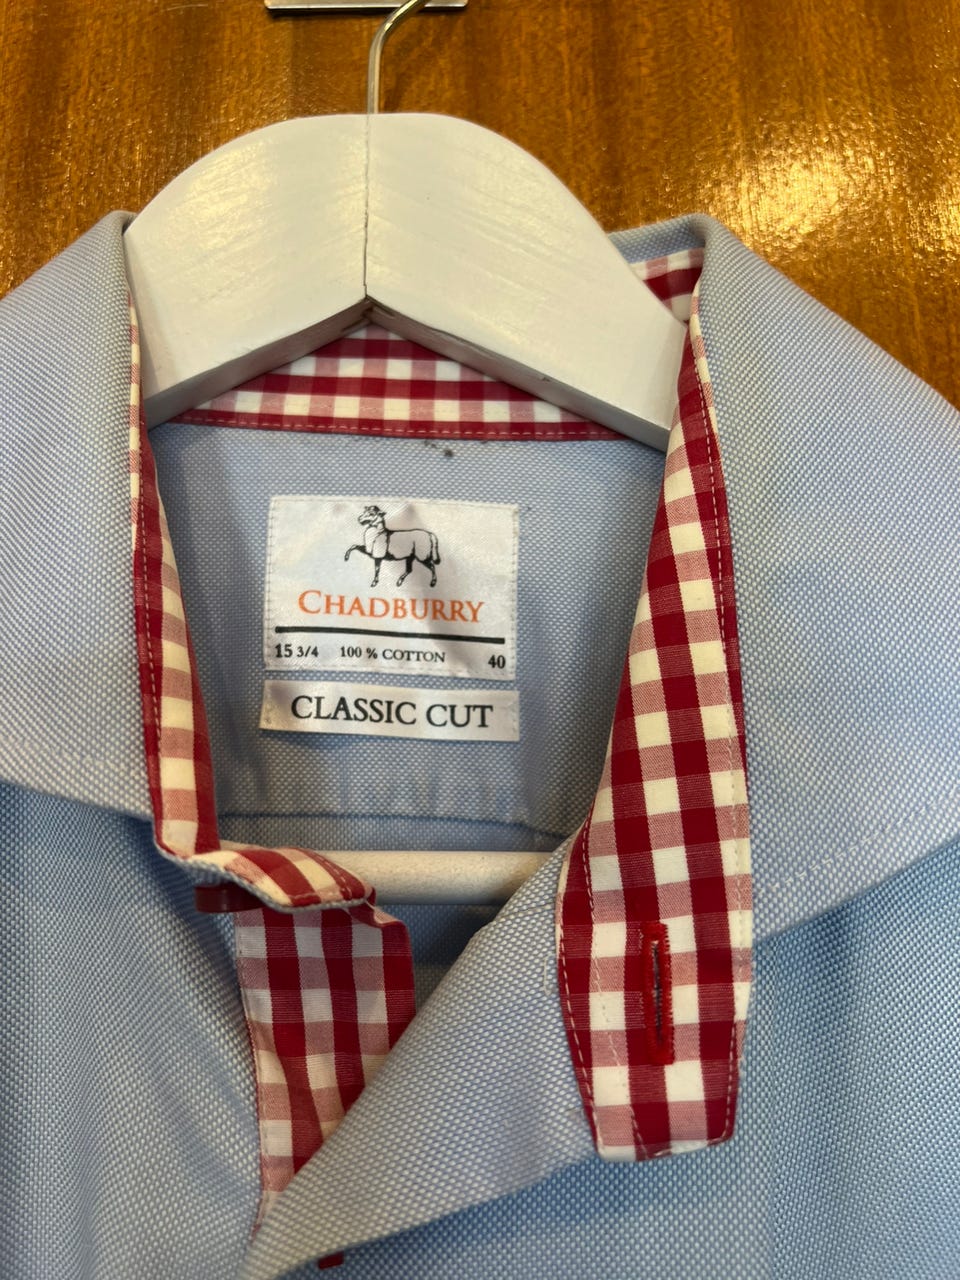 CHADBURRY
15 3/4 100 % COTTON 40
CLASSIC CUT